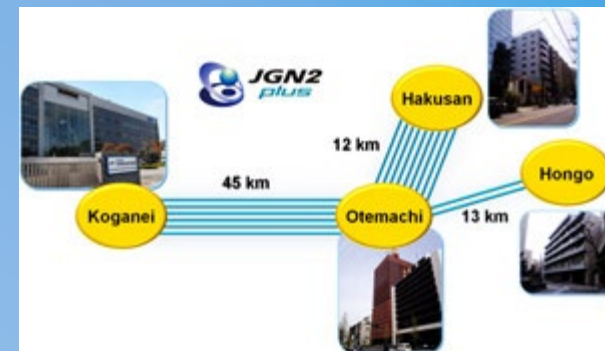 JGN2
plus
Hakusan
12 km
Hongo
45 km
Koganei
Otemachi
13 km